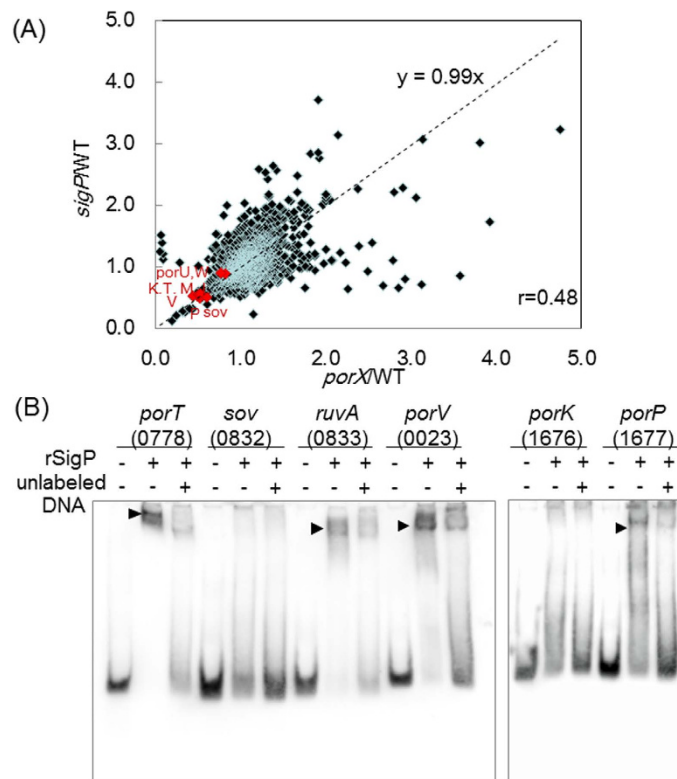 (A)
5.0
4.0
3.0
2.0
1.0
0.0
sigP/WT
y = 0.99x
porU,W
K.T. M
V
P sov
r=0.48
0.0 1.0 2.0 3.0 4.0 5.0
porX/WT
(B)
porT sov ruvA porV porK porP
(0778) (0832) (0833) (0023) (1676) (1677)
rSigP - + + - + + - + + - + + - + + - + +
unlabeled - - + - - + - - + - - + - - + - - +
DNA